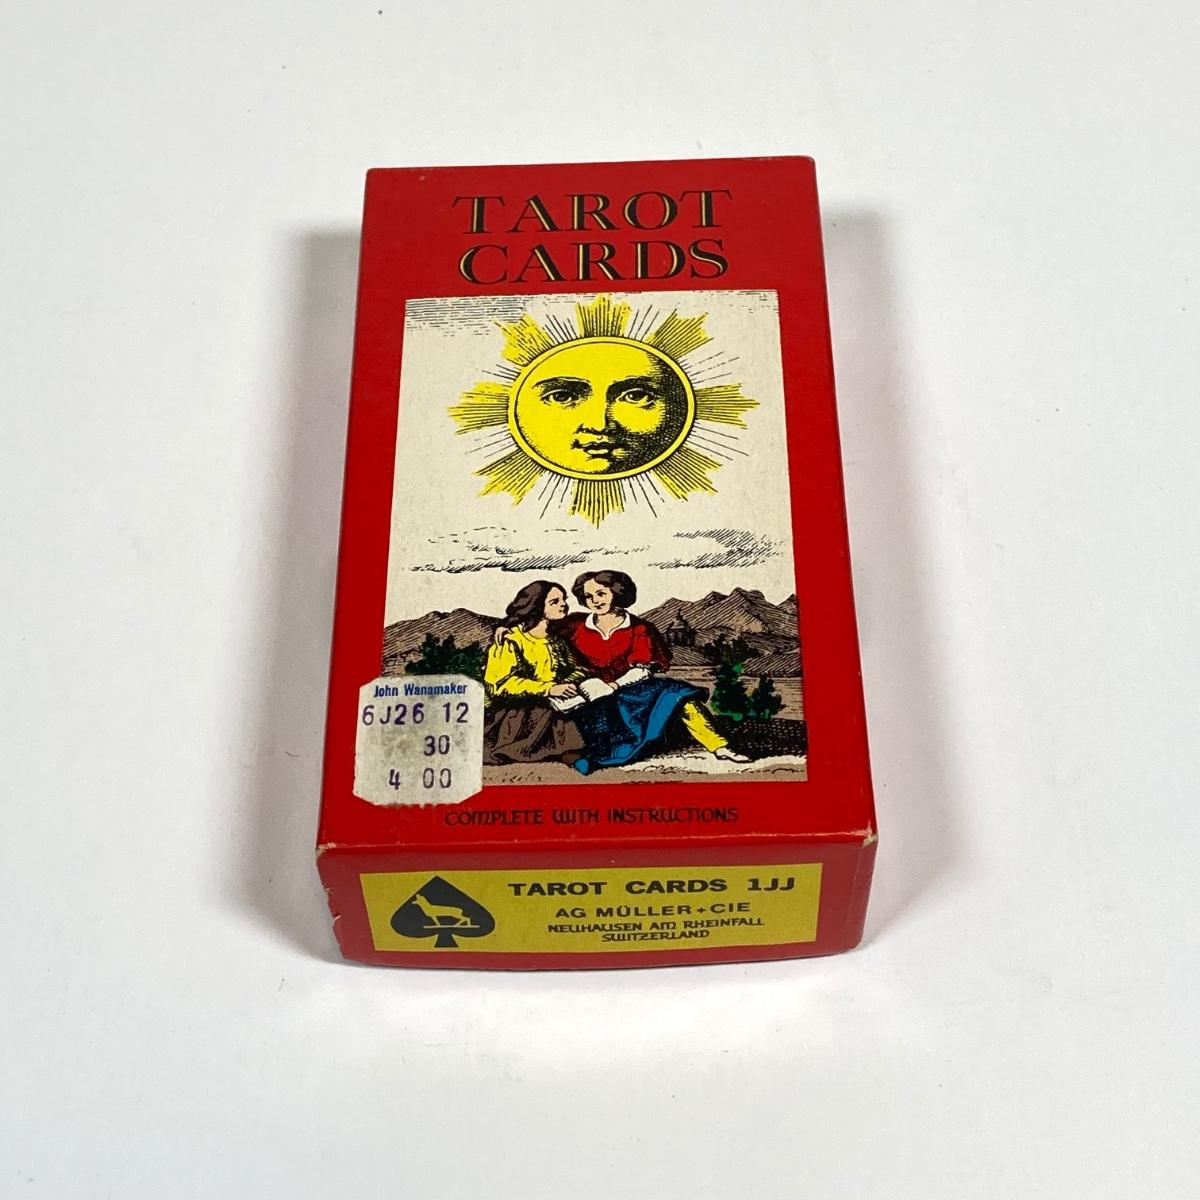 TAROT
CARDS
John Wanamaker
6J26 12
30
4 00
COMPLETE WITH INSTRUCTIONS
TAROT CARDS 1JJ
AG MÜLLER+CIE
NEUHAUSEN AM RHEINFALL
SWITZERLAND